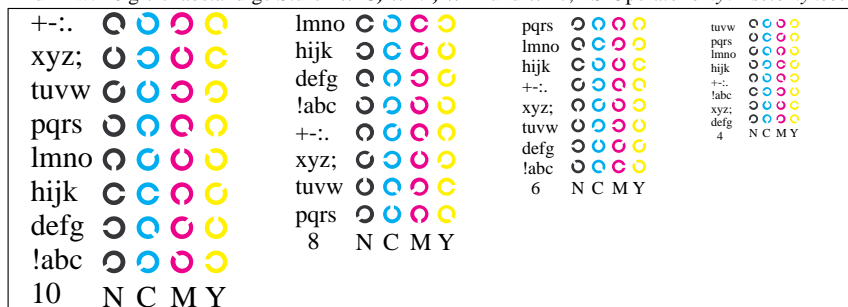 +-:.
xyz;
tuvw
pqrs
lmno
hijk
defg
!abc
10 N C M Y
lmno
hijk
defg
!abc
+-:.
xyz;
tuvw
pqrs
8 N C M Y
pqrs
lmno
hijk
+-:.
xyz;
tuvw
defg
!abc
6 N C M Y
tuvw
pqrs
lmno
hijk
+-:.
!abc
xyz;
defg
4 N C M Y